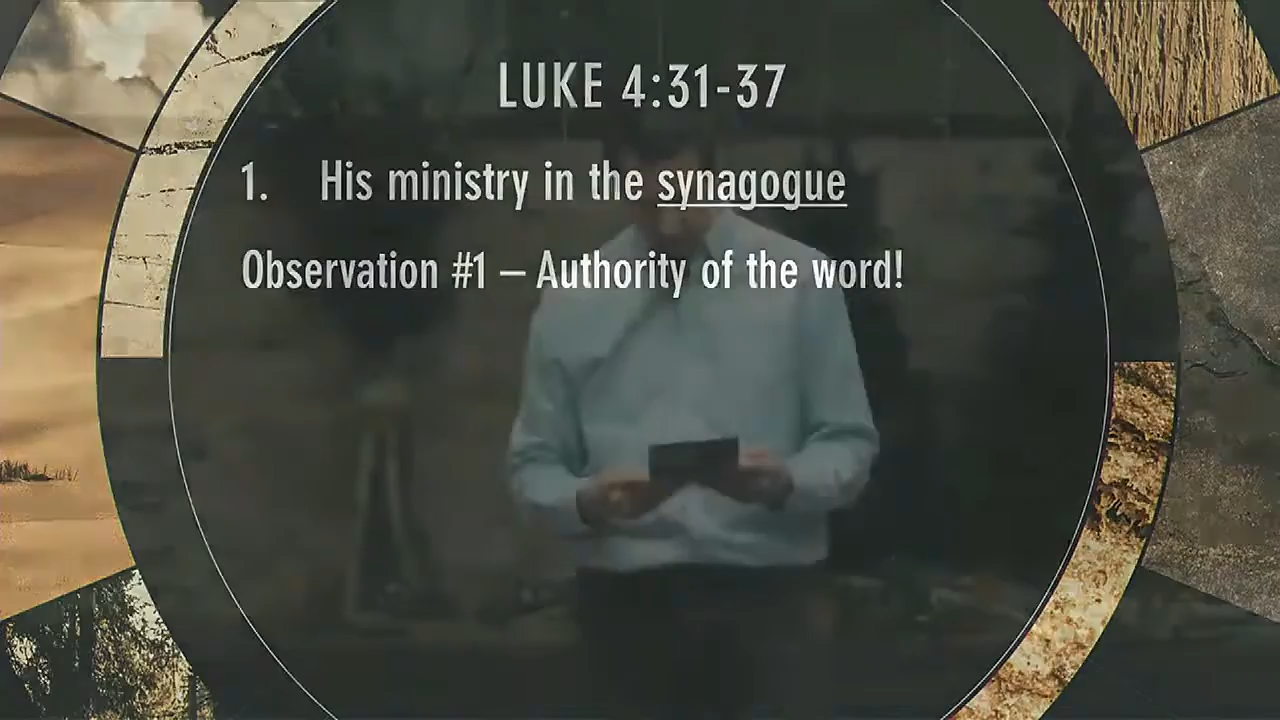 LUKE 4:31-37
1. His ministry in the synagogue
Observation #1 – Authority of the word!